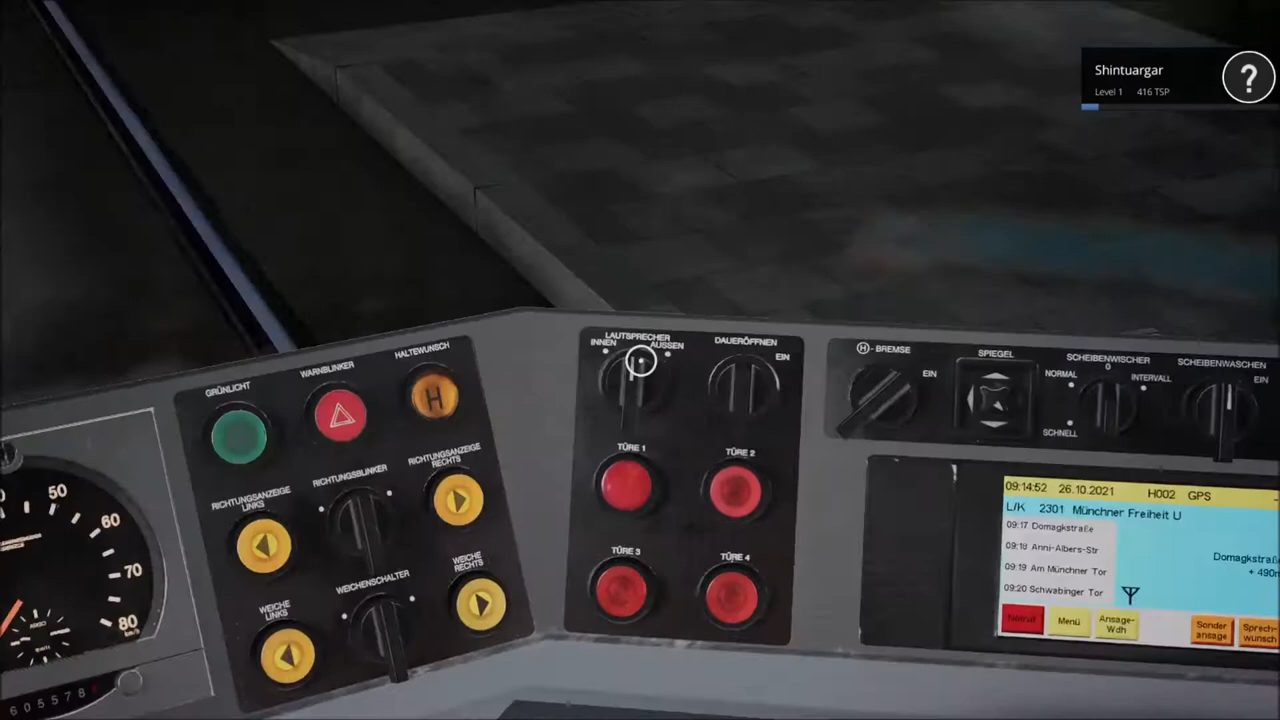 Shintuargar
Level 1 416 TSP
?
GRÜNLICHT
WARNBLINKER
HALTEWUNSCH
H
RICHTUNGSANZEIGE
LINKS
RICHTUNGSBLINKER
RICHTUNGSANZEIGE
RECHTS
WEICHE
LINKS
WEICHENSCHALTER
WEICHE
RECHTS
50
60
70
80
km/h
605578
LAUTSPRECHER
INNEN
AUSSEN
DAUERÖFFNEN
EIN
TÜRE 1
TÜRE 2
TÜRE 3
TÜRE 4
H-BREMSE
EIN
SPIEGEL
SCHEIBENWISCHER
0
NORMAL
INTERVALL
SCHNELL
SCHEIBENWASCHEN
EIN
09:14:52 26.10.2021 H002 GPS
L/K 2301 Münchner Freiheit U
09:17 Domagkstraße
09:18 Anni-Albers-Str
09:19 Am Münchner Tor
09:20 Schwabinger Tor
Domagkstra
+ 490m
Notruf
Menü
Ansage-
Wdh
Sonder
ansage
Sprech-
wunsch